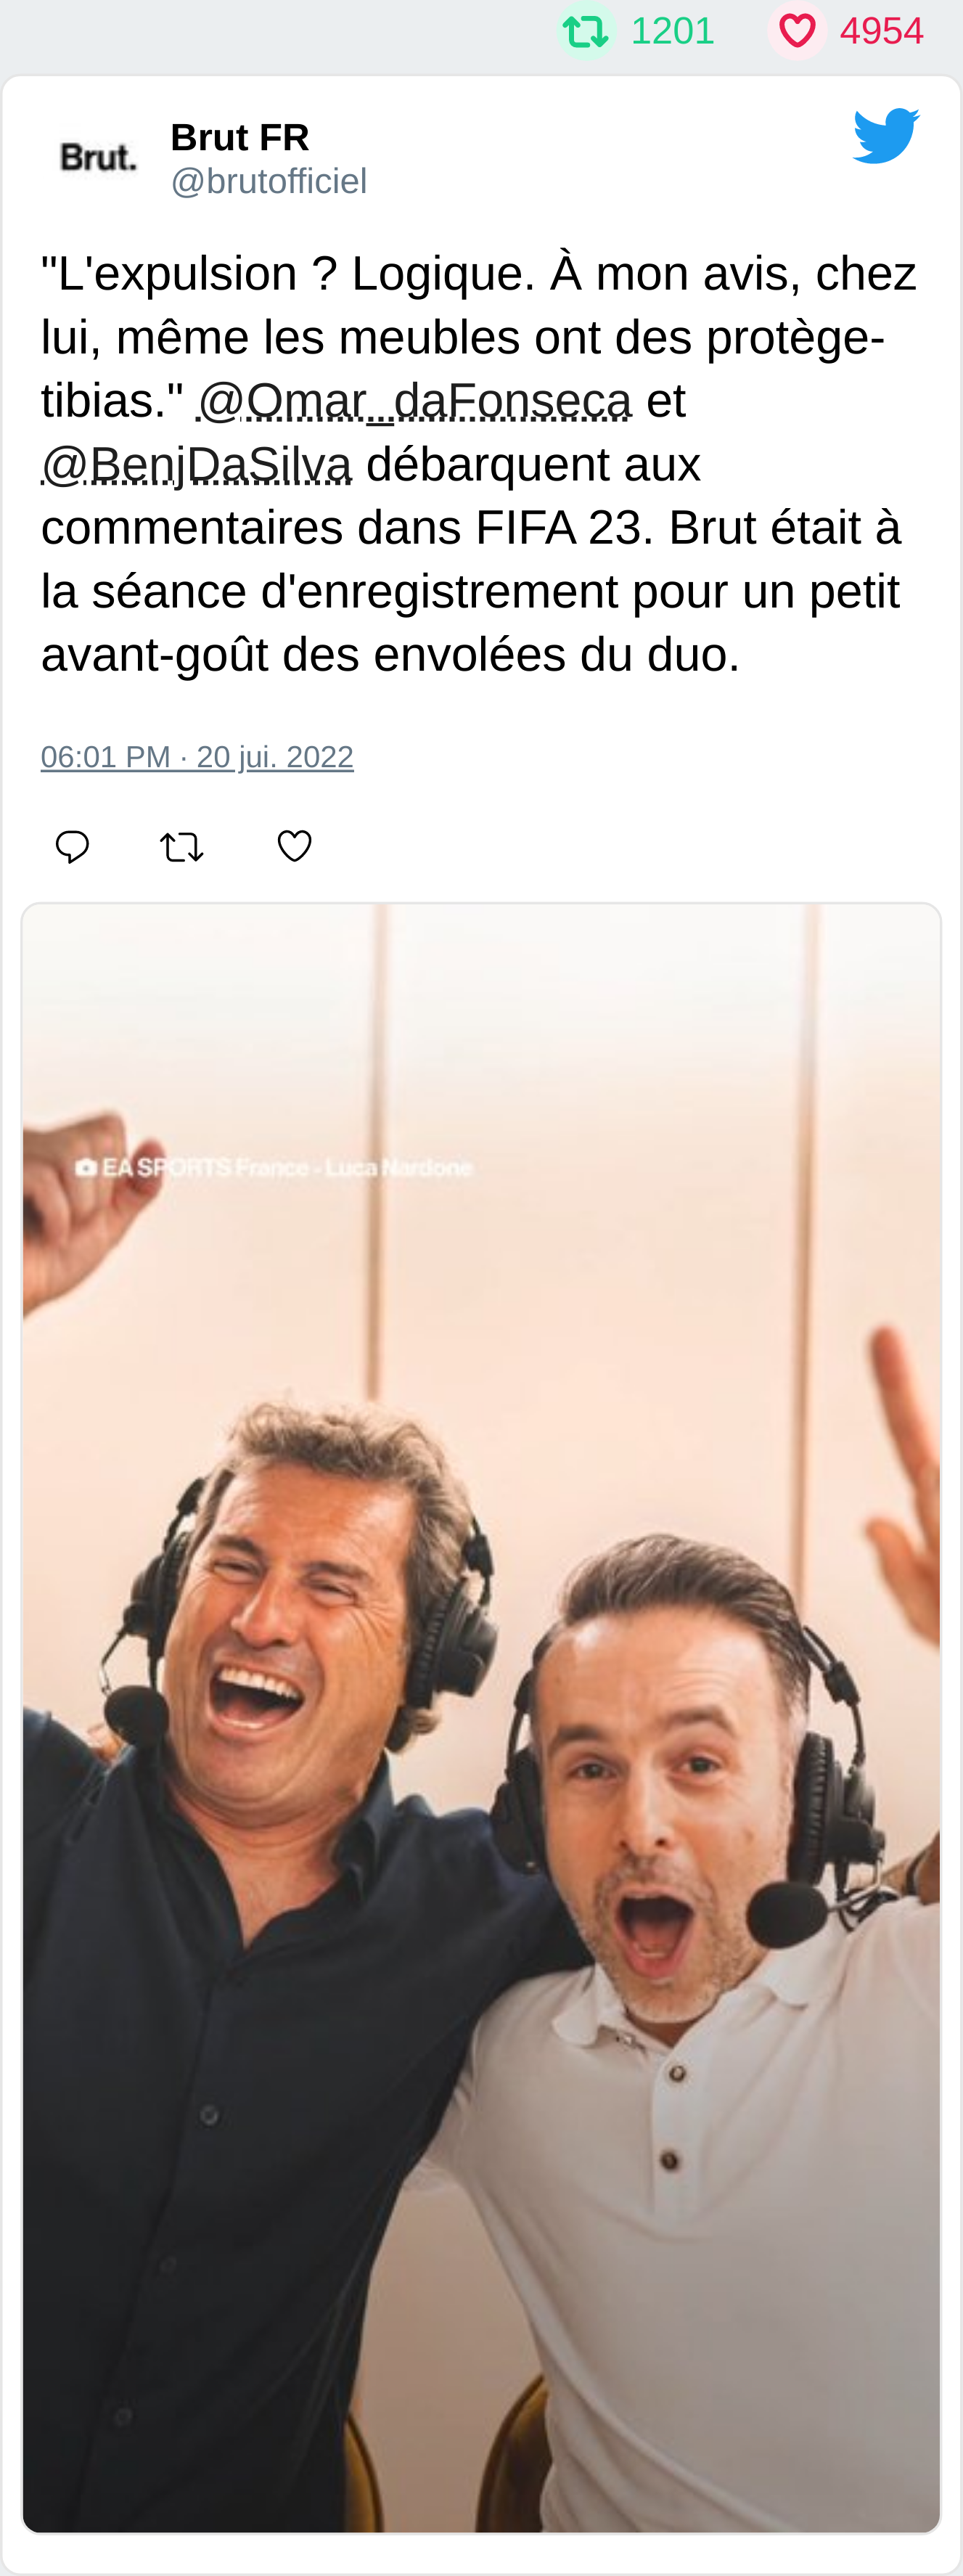 1201 4954
Brut.
Brut FR
@brutofficiel
"L'expulsion ? Logique. À mon avis, chez
lui, même les meubles ont des protège-
tibias." @Omar_daFonseca et
@BenjDaSilva débarquent aux
commentaires dans FIFA 23. Brut était à
la séance d'enregistrement pour un petit
avant-goût des envolées du duo.
06:01 PM · 20 jui. 2022
EA SPORTS France - Luca Nardone